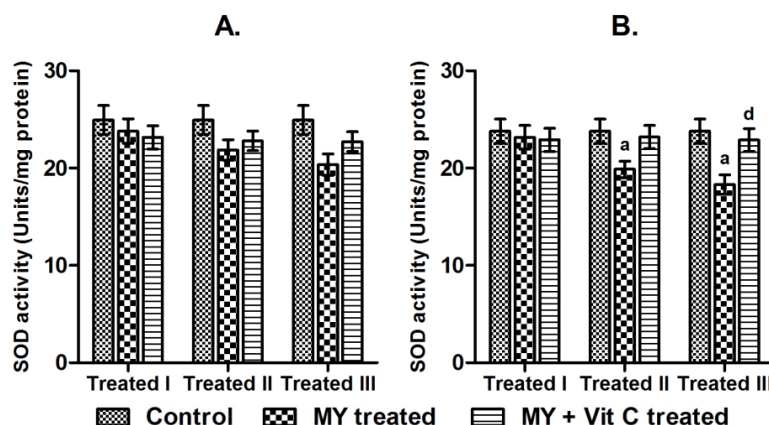 A.
B.
SOD activity (Units/mg protein)
30
20
10
0
Treated I Treated II Treated III
SOD activity (Units/mg protein)
30
20
10
0
a
a
d
Treated I Treated II Treated III
Control MY treated MY + Vit C treated